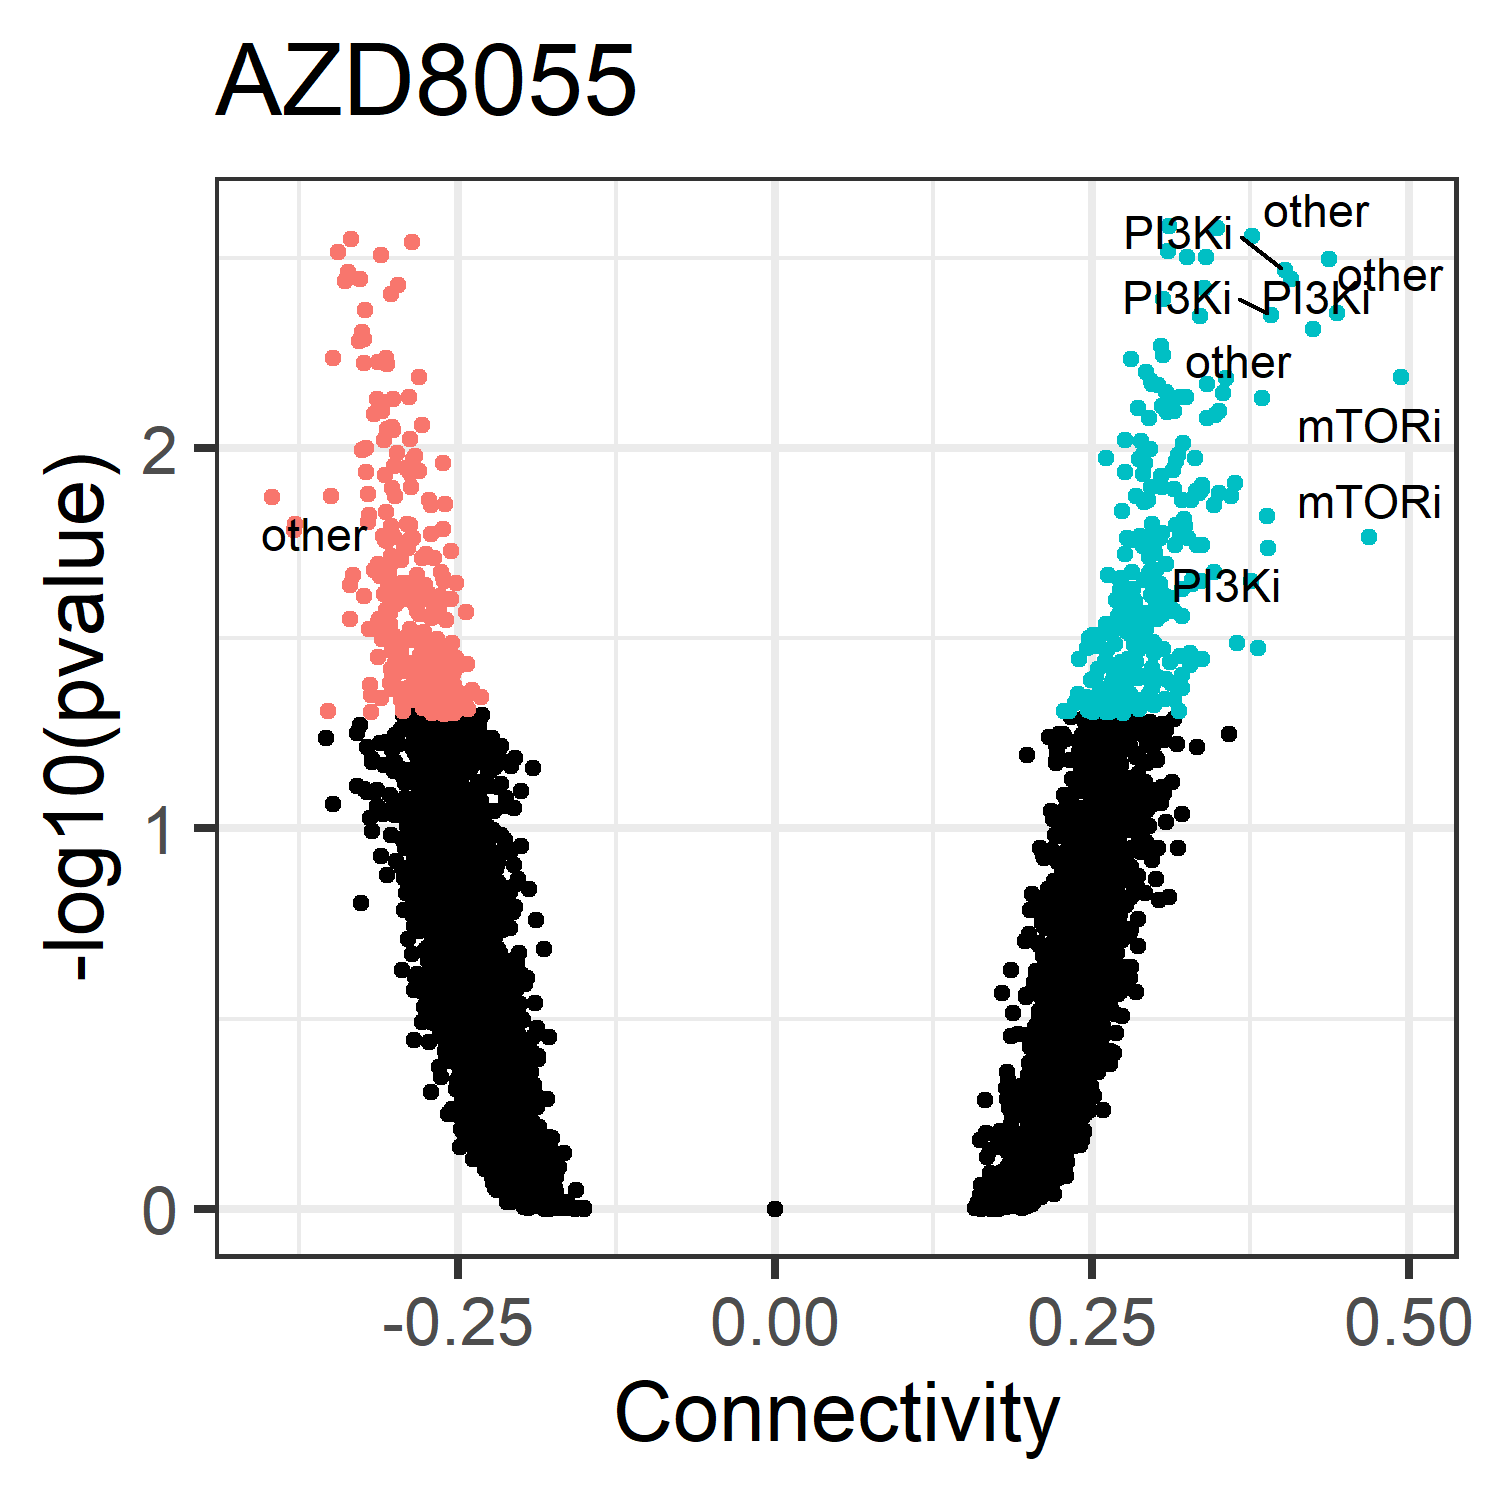 AZD8055
other
PI3Ki
other
PI3Ki
PI3Ki
other
mTORi
mTORi
other
PI3Ki
-log10(pvalue)
2
1
0
-0.25
0.00
0.25
0.50
Connectivity